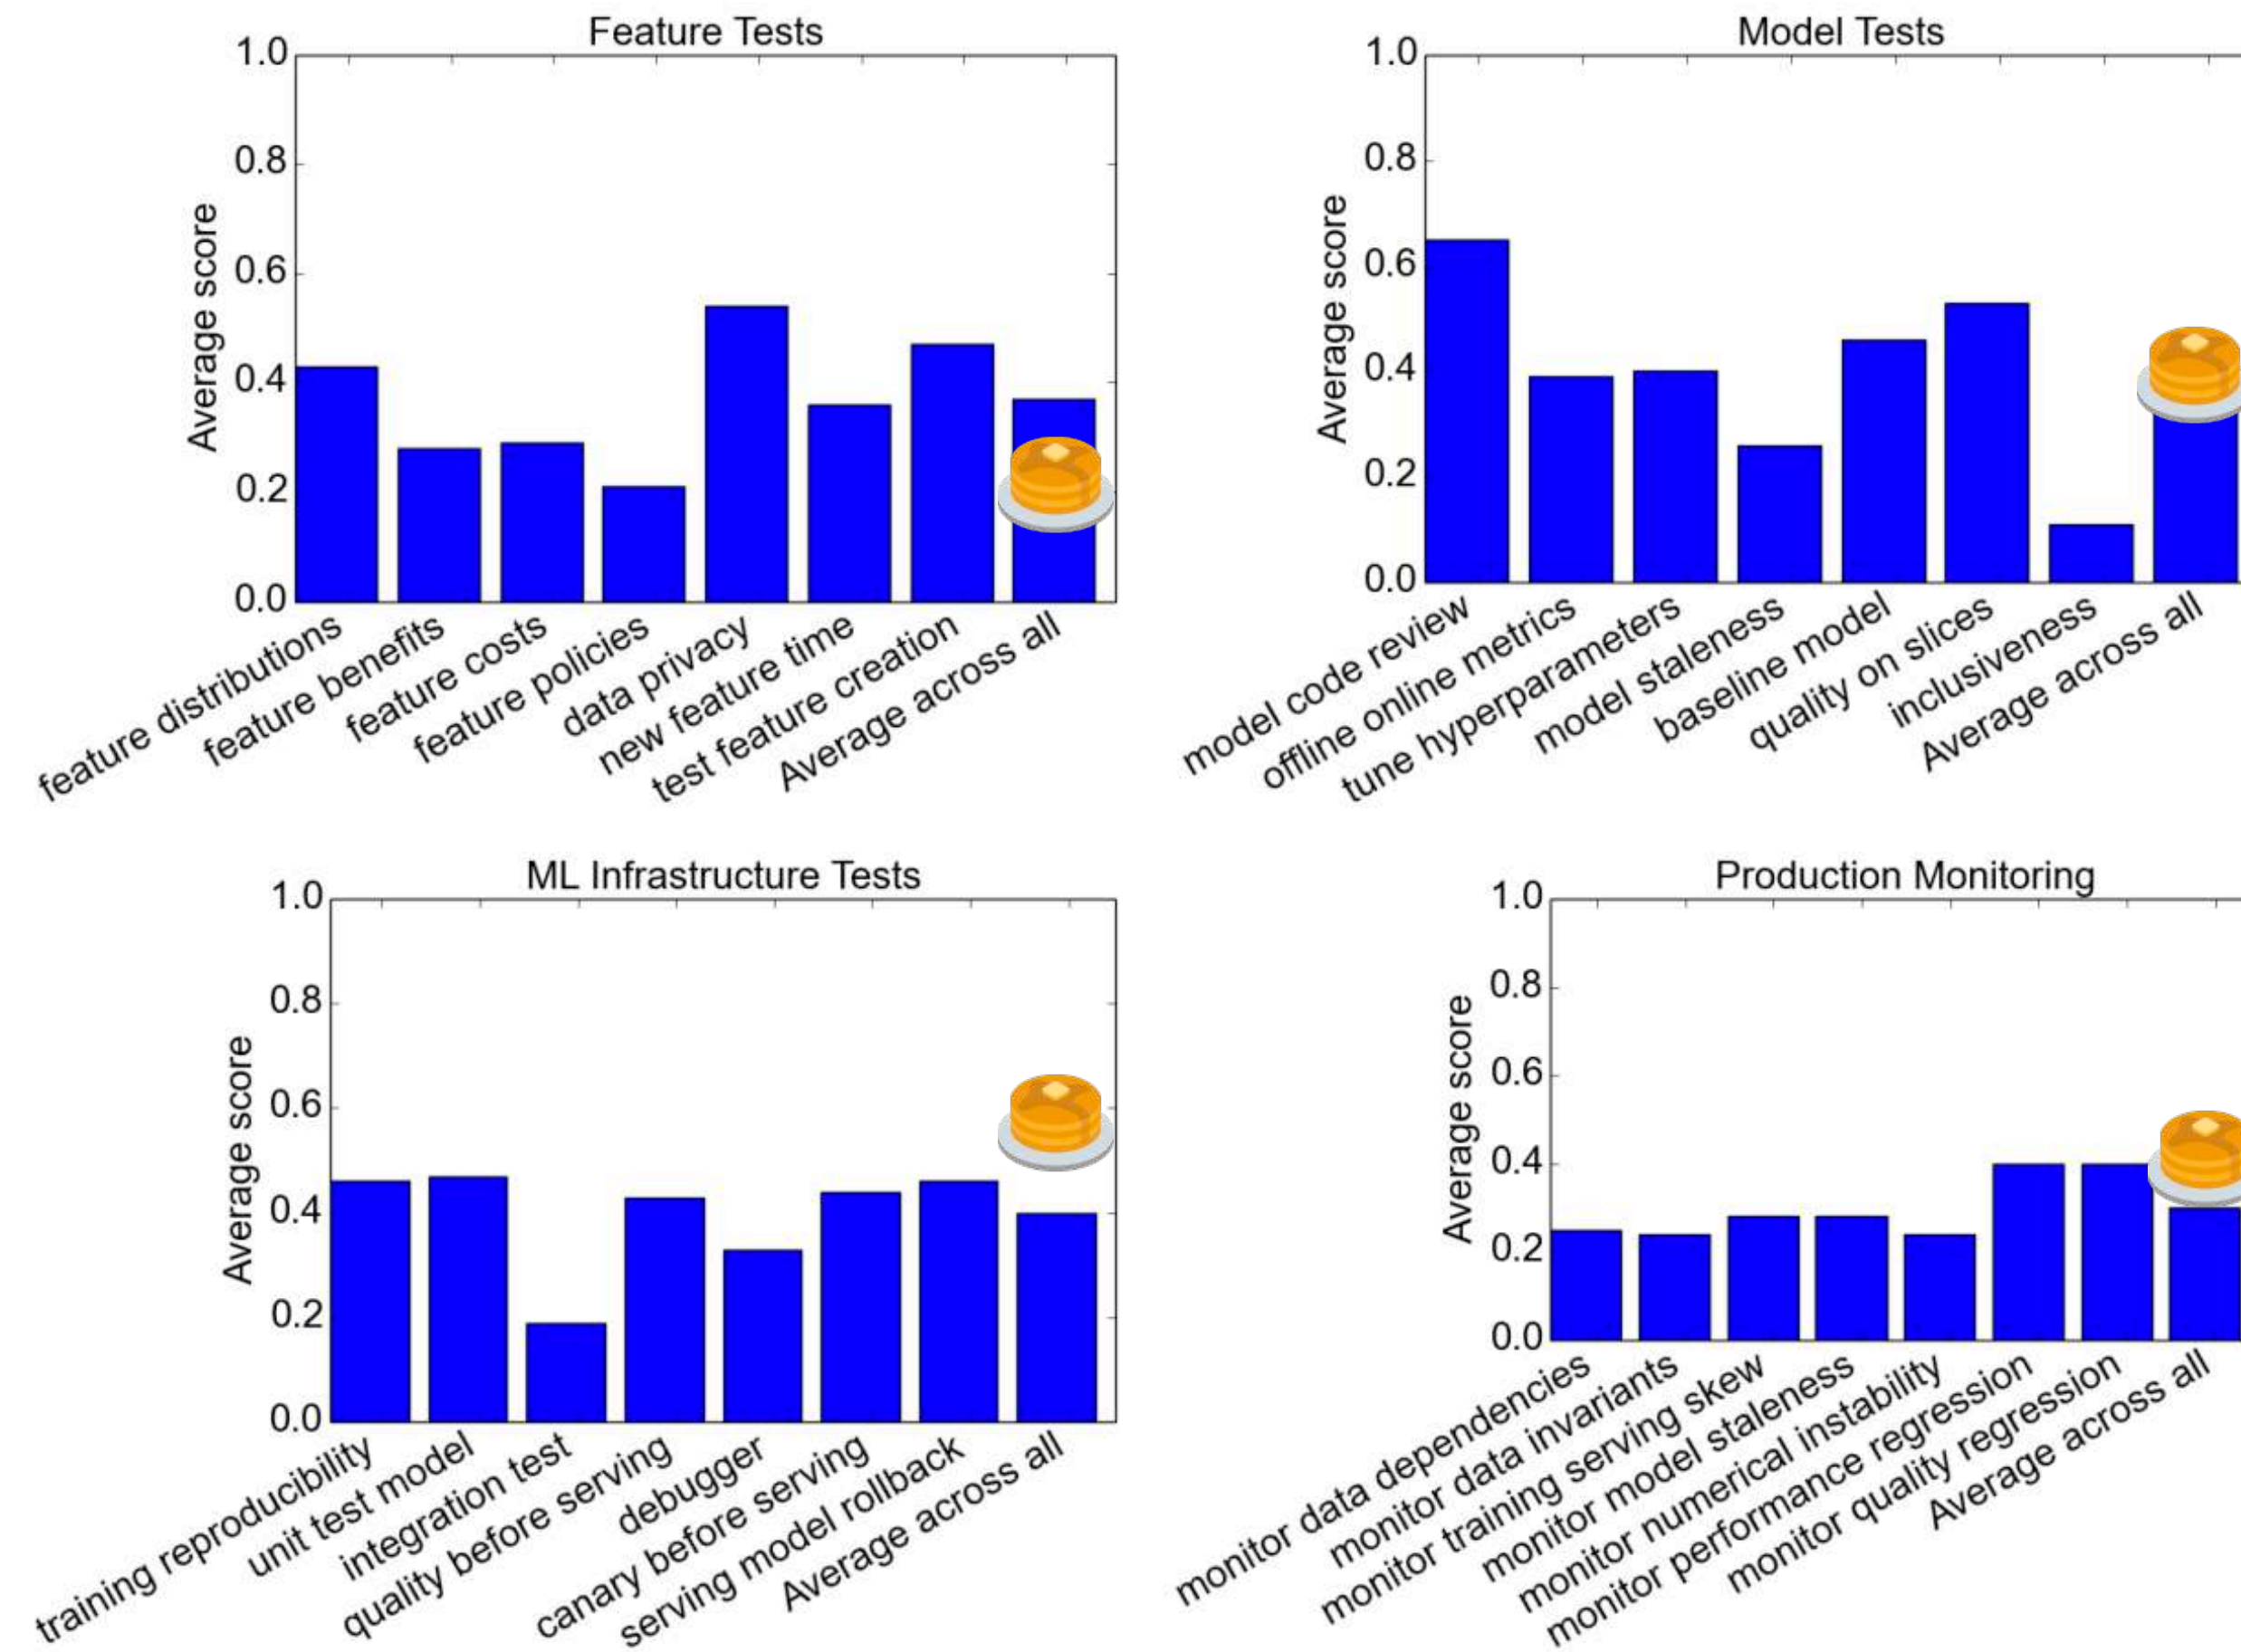 Feature Tests
1.0
0.8
0.6
0.4
0.2
0.0
Average score
feature distributions
feature benefits
feature costs
feature policies
data privacy
new feature time
test feature creation
Average across all
Model Tests
1.0
0.8
0.6
0.4
0.2
0.0
Average score
model code review
offline online metrics
tune hyperparameters
model staleness
baseline model
quality on slices
inclusiveness
Average across all
ML Infrastructure Tests
1.0
0.8
0.6
0.4
0.2
0.0
Average score
training reproducibility
unit test model
integration test
quality before serving
debugger
canary before serving
serving model rollback
Average across all
Production Monitoring
1.0
0.8
0.6
0.4
0.2
0.0
Average score
monitor data dependencies
monitor data invariants
monitor training serving skew
monitor model staleness
monitor numerical instability
monitor performance regression
monitor quality regression
Average across all